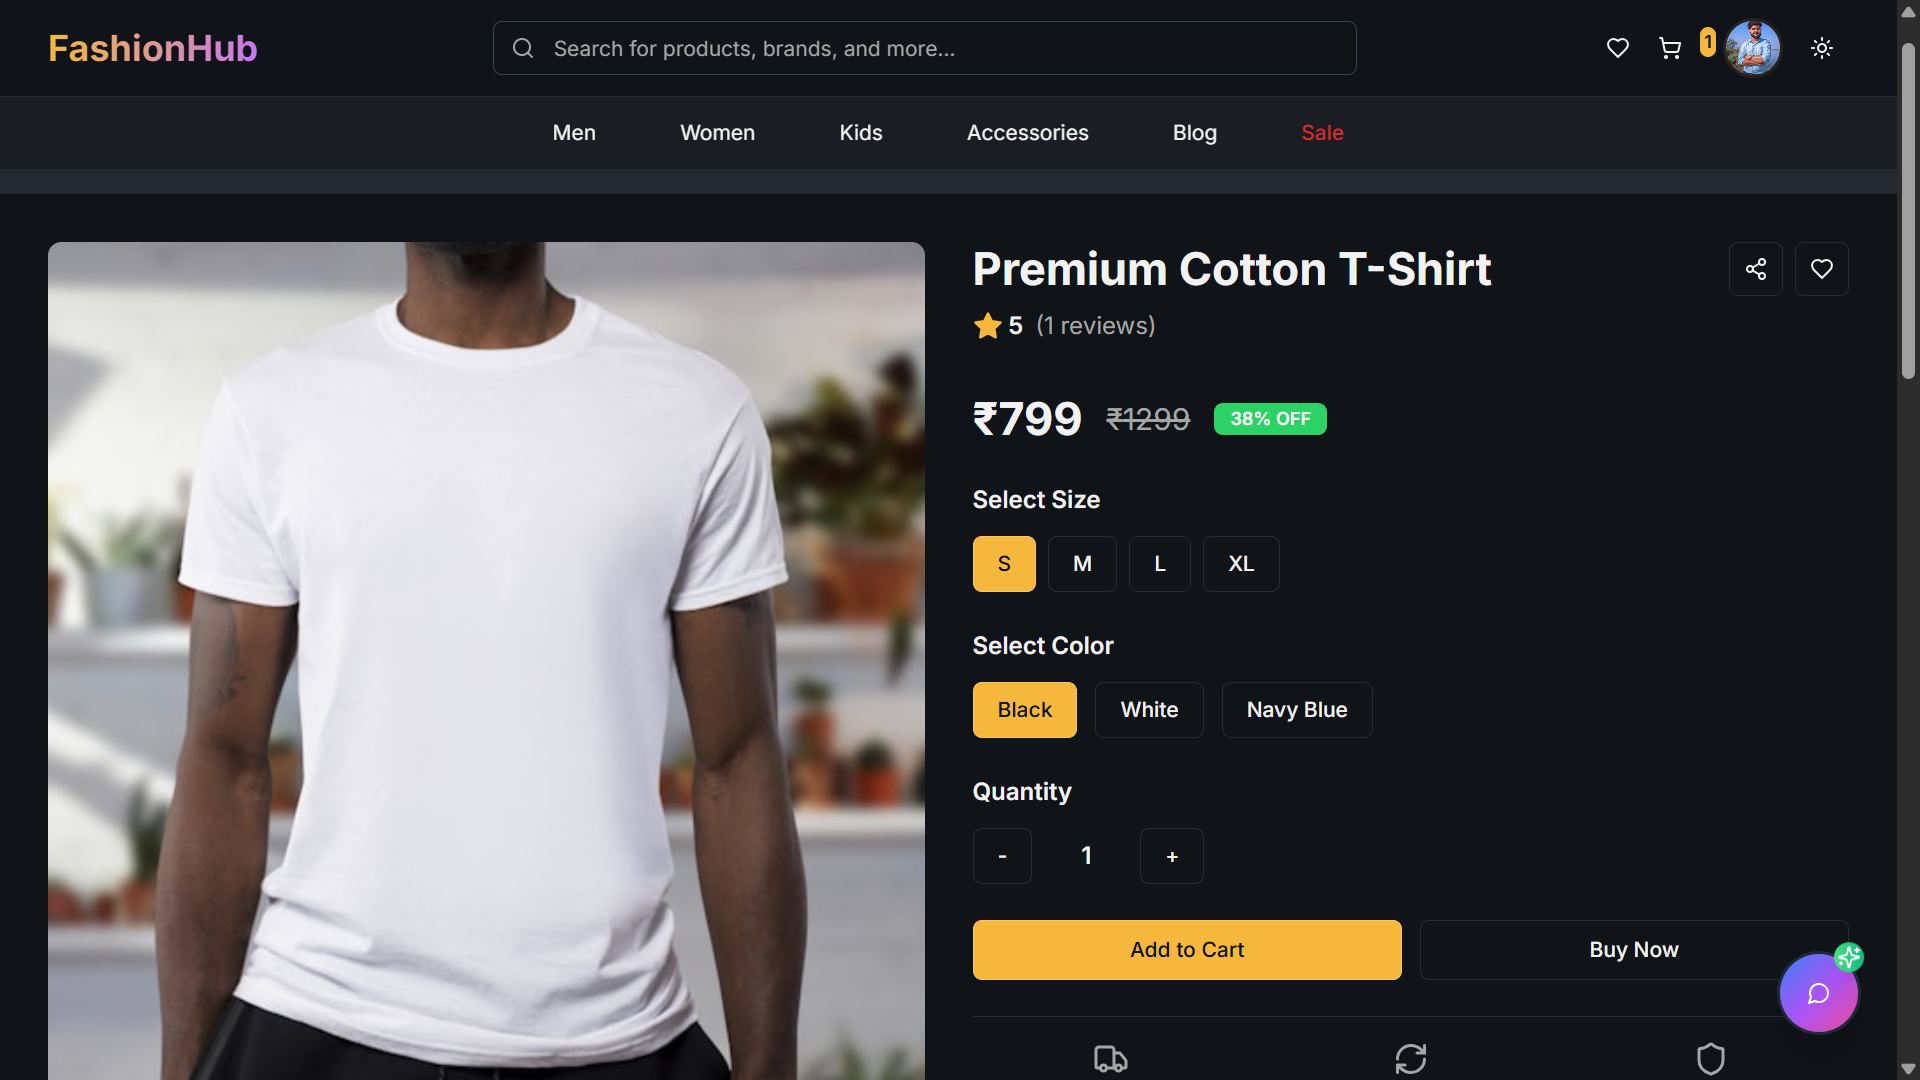 FashionHub
Search for products, brands, and more...
1
Men Women Kids Accessories Blog Sale
Premium Cotton T-Shirt
5 (1 reviews)
₹799 ₹1299 38% OFF
Select Size
S M L XL
Select Color
Black White Navy Blue
Quantity
- 1 +
Add to Cart Buy Now